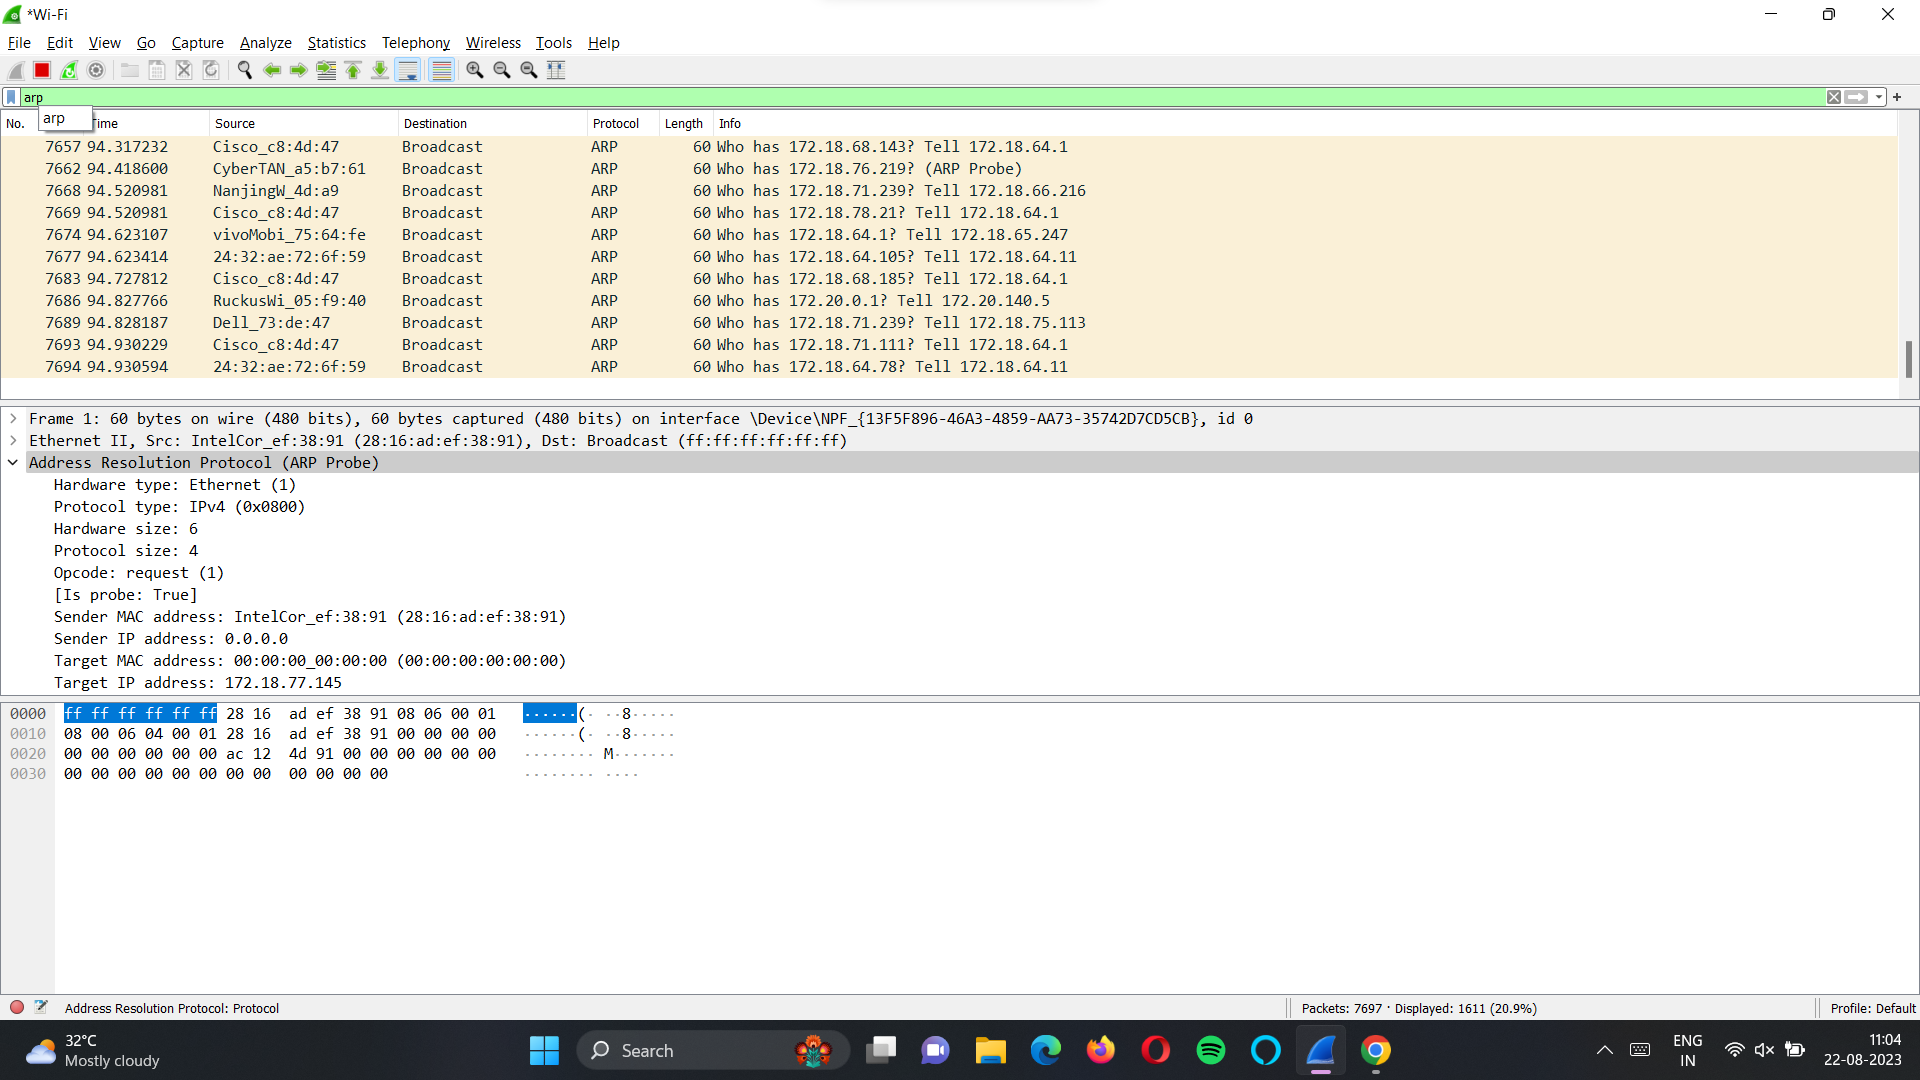 *Wi-Fi
File Edit View Go Capture Analyze Statistics Telephony Wireless Tools Help
arp
arp
No. Time Source Destination Protocol Length Info
7657 94.317232 Cisco_c8:4d:47 Broadcast ARP 60 Who has 172.18.68.143? Tell 172.18.64.1
7662 94.418600 CyberTAN_a5:b7:61 Broadcast ARP 60 Who has 172.18.76.219? (ARP Probe)
7668 94.520981 NanjingW_4d:a9 Broadcast ARP 60 Who has 172.18.71.239? Tell 172.18.66.216
7669 94.520981 Cisco_c8:4d:47 Broadcast ARP 60 Who has 172.18.78.21? Tell 172.18.64.1
7674 94.623107 vivoMobi_75:64:fe Broadcast ARP 60 Who has 172.18.64.1? Tell 172.18.65.247
7677 94.623414 24:32:ae:72:6f:59 Broadcast ARP 60 Who has 172.18.64.105? Tell 172.18.64.11
7683 94.727812 Cisco_c8:4d:47 Broadcast ARP 60 Who has 172.18.68.185? Tell 172.18.64.1
7686 94.827766 RuckusWi_05:f9:40 Broadcast ARP 60 Who has 172.20.0.1? Tell 172.20.140.5
7689 94.828187 Dell_73:de:47 Broadcast ARP 60 Who has 172.18.71.239? Tell 172.18.75.113
7693 94.930229 Cisco_c8:4d:47 Broadcast ARP 60 Who has 172.18.71.111? Tell 172.18.64.1
7694 94.930594 24:32:ae:72:6f:59 Broadcast ARP 60 Who has 172.18.64.78? Tell 172.18.64.11
Frame 1: 60 bytes on wire (480 bits), 60 bytes captured (480 bits) on interface \Device\NPF_{13F5F896-46A3-4859-AA73-35742D7CD5CB}, id 0
Ethernet II, Src: IntelCor_ef:38:91 (28:16:ad:ef:38:91), Dst: Broadcast (ff:ff:ff:ff:ff:ff)
Address Resolution Protocol (ARP Probe)
Hardware type: Ethernet (1)
Protocol type: IPv4 (0x0800)
Hardware size: 6
Protocol size: 4
Opcode: request (1)
[Is probe: True]
Sender MAC address: IntelCor_ef:38:91 (28:16:ad:ef:38:91)
Sender IP address: 0.0.0.0
Target MAC address: 00:00:00_00:00:00 (00:00:00:00:00:00)
Target IP address: 172.18.77.145
0000 ff ff ff ff ff ff 28 16 ad ef 38 91 08 06 00 01 ······(· ··8·····
0010 08 00 06 04 00 01 28 16 ad ef 38 91 00 00 00 00 ······(· ··8·····
0020 00 00 00 00 00 00 ac 12 4d 91 00 00 00 00 00 00 ········ M·······
0030 00 00 00 00 00 00 00 00 00 00 00 00 ········ ····
Address Resolution Protocol: Protocol
Packets: 7697 · Displayed: 1611 (20.9%)
Profile: Default
32°C
Mostly cloudy
Search
ENG
IN
11:04
22-08-2023